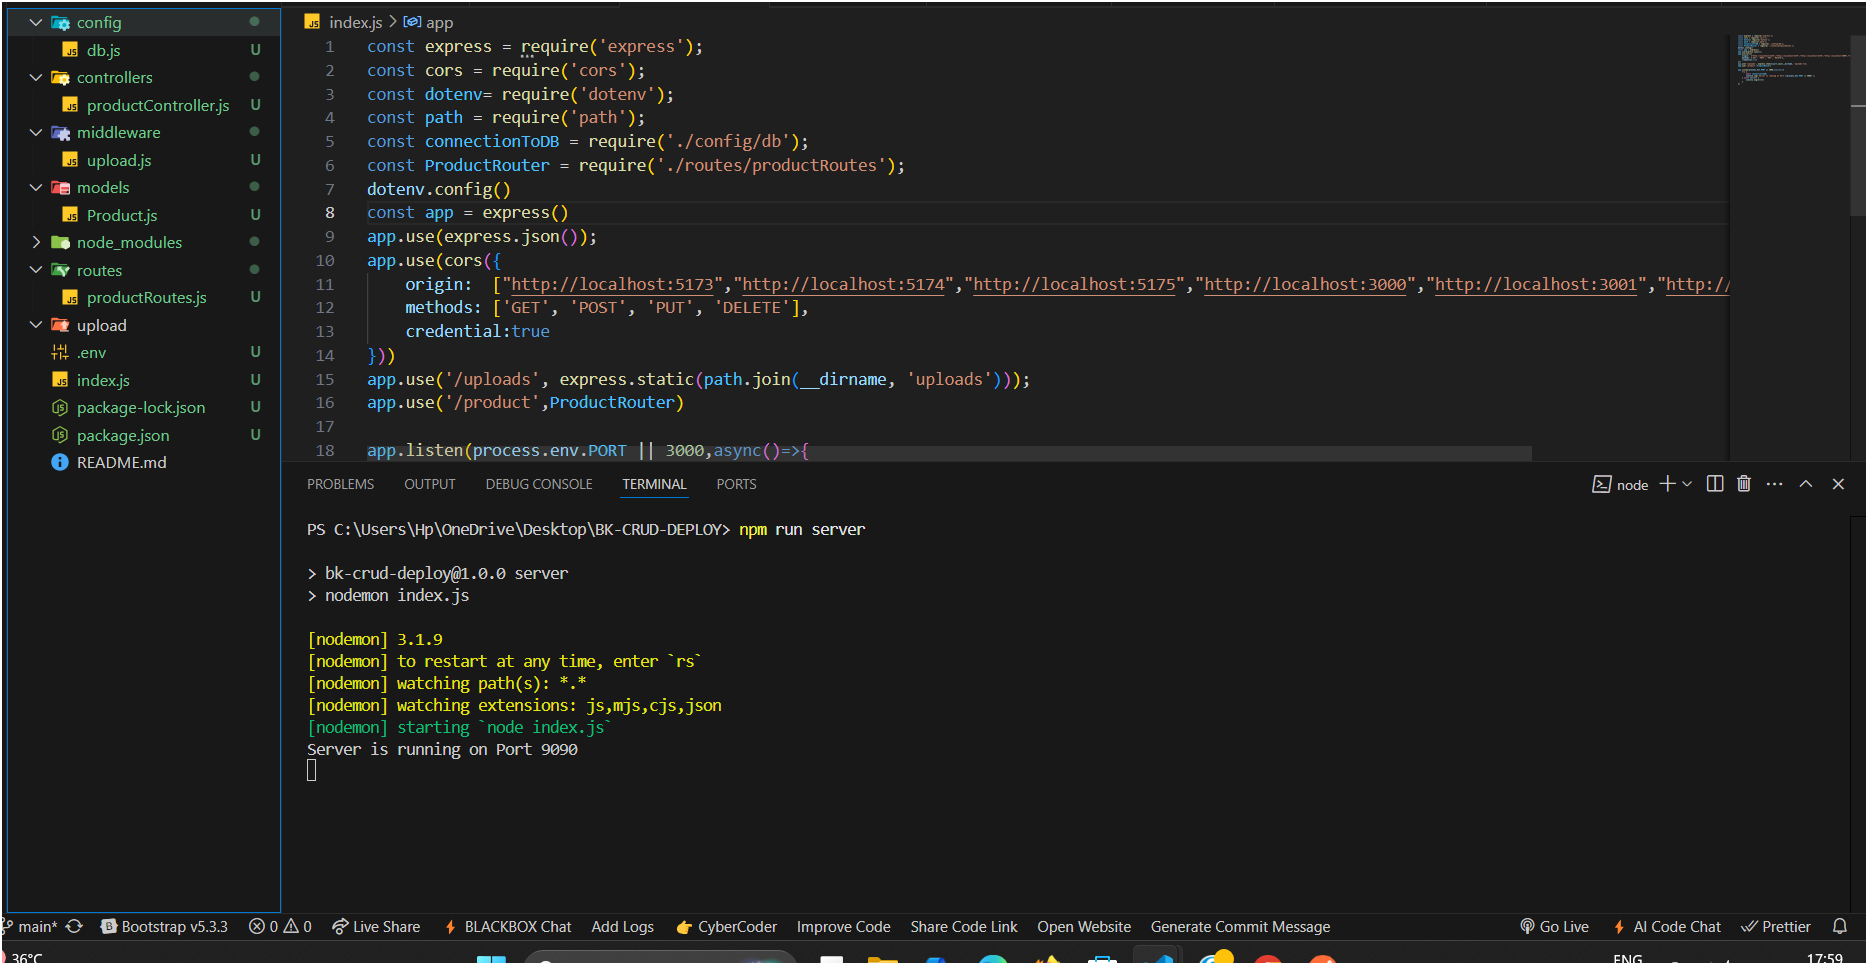 config
db.js U
controllers
productController.js U
middleware
upload.js U
models
Product.js U
node_modules
routes
productRoutes.js U
upload
.env U
index.js U
package-lock.json U
package.json U
README.md
index.js > app
1 const express = require('express');
2 const cors = require('cors');
3 const dotenv= require('dotenv');
4 const path = require('path');
5 const connectionToDB = require('./config/db');
6 const ProductRouter = require('./routes/productRoutes');
7 dotenv.config()
8 const app = express()
9 app.use(express.json());
10 app.use(cors({
11 origin: ["http://localhost:5173","http://localhost:5174","http://localhost:5175","http://localhost:3000","http://localhost:3001","http://
12 methods: ['GET', 'POST', 'PUT', 'DELETE'],
13 credential:true
14 }))
15 app.use('/uploads', express.static(path.join(__dirname, 'uploads')));
16 app.use('/product',ProductRouter)
17
18 app.listen(process.env.PORT || 3000,async()=>{
PROBLEMS OUTPUT DEBUG CONSOLE TERMINAL PORTS
node
PS C:\Users\Hp\OneDrive\Desktop\BK-CRUD-DEPLOY> npm run server
> bk-crud-deploy@1.0.0 server
> nodemon index.js
[nodemon] 3.1.9
[nodemon] to restart at any time, enter `rs`
[nodemon] watching path(s): *.*
[nodemon] watching extensions: js,mjs,cjs,json
[nodemon] starting `node index.js`
Server is running on Port 9090
main* Bootstrap v5.3.3 0 0 Live Share BLACKBOX Chat Add Logs CyberCoder Improve Code Share Code Link Open Website Generate Commit Message Go Live AI Code Chat Prettier
36°C ENG 17:59